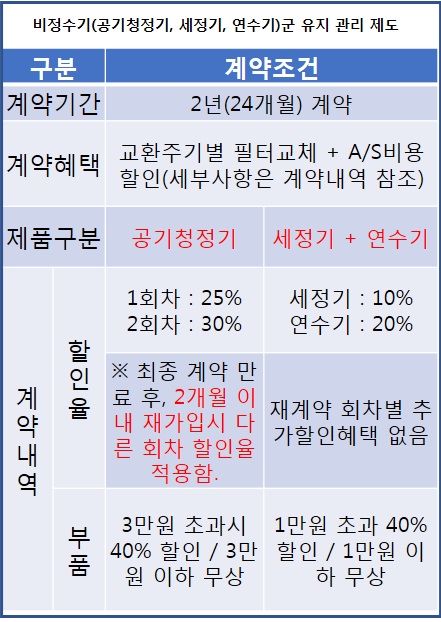 비정수기(공기청정기, 세정기, 연수기)군 유지 관리 제도
구분
계약조건
계약기간
2년(24개월) 계약
계약혜택
교환주기별 필터교체 + A/S비용
할인(세부사항은 계약내역 참조)
제품구분
공기청정기
세정기 + 연수기
계약내역
할인율
1회차 : 25%
2회차 : 30%
세정기 : 10%
연수기 : 20%
※ 최종 계약 만
료 후, 2개월 이
내 재가입시 다
른 회차 할인율
적용함.
재계약 회차별 추
가할인혜택 없음
부품
3만원 초과시
40% 할인 / 3만
원 이하 무상
1만원 초과 40%
할인 / 1만원 이
하 무상